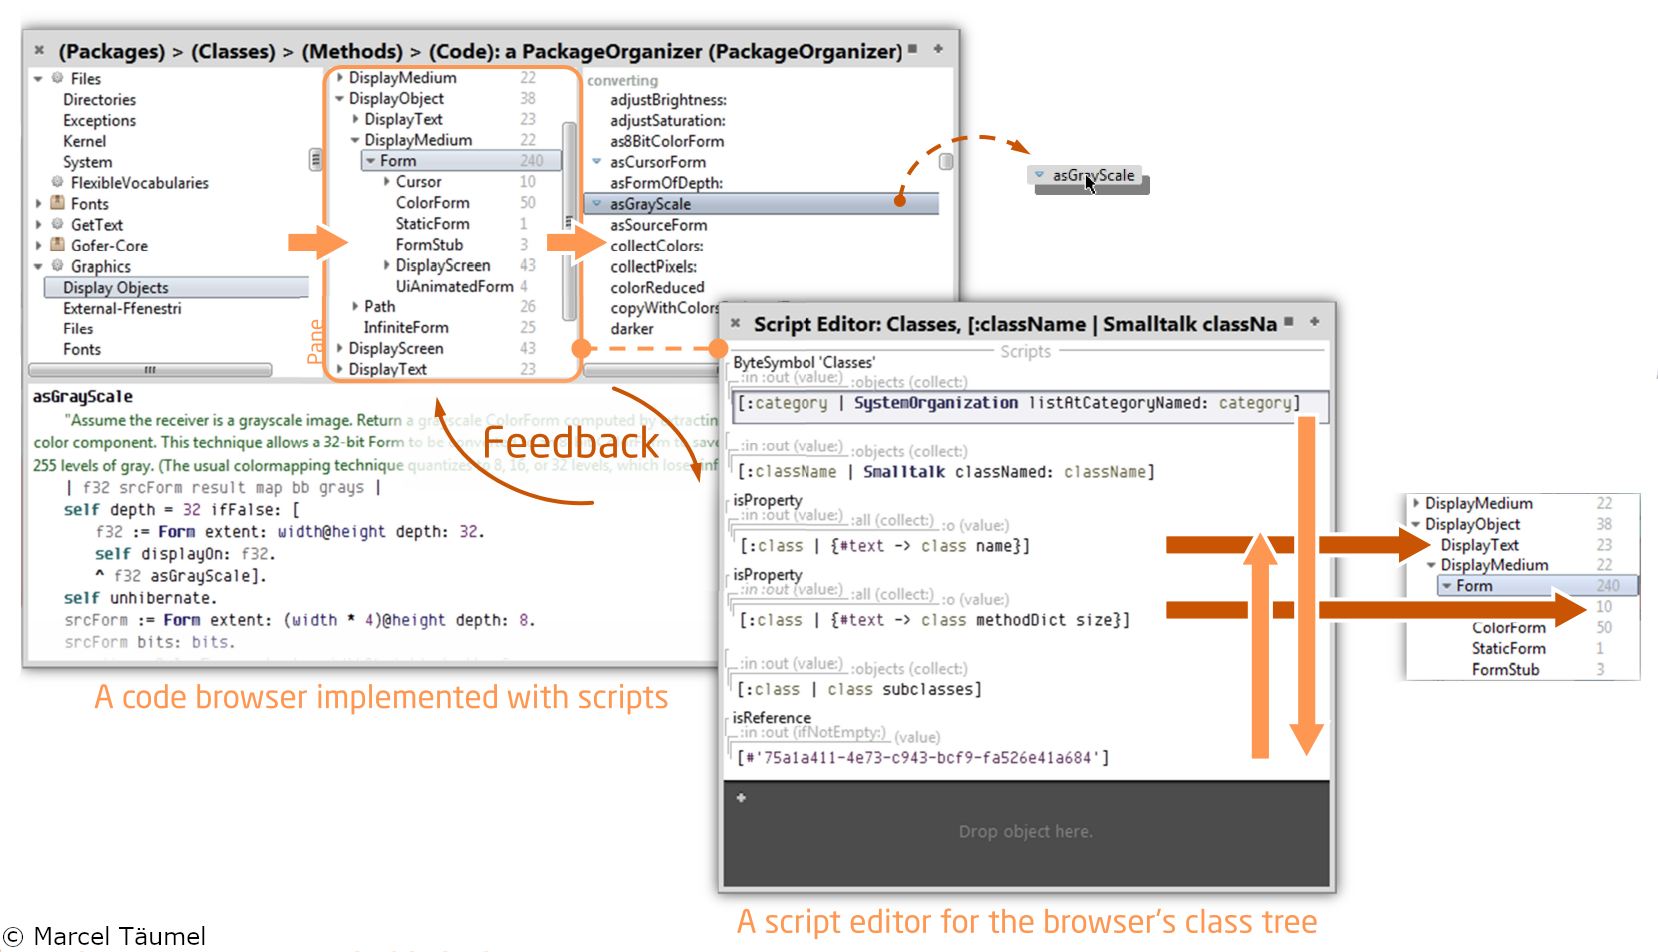 (Packages) > (Classes) > (Methods) > (Code): a PackageOrganizer (PackageOrganizer)
Files
Directories
Exceptions
Kernel
System
FlexibleVocabularies
Fonts
GetText
Gofer-Core
Graphics
Display Objects
External-Ffenestri
Files
Fonts
Pane
DisplayMedium 22
DisplayObject 38
DisplayText 23
DisplayMedium 22
Form 240
Cursor 10
ColorForm 50
StaticForm 1
FormStub 3
DisplayScreen 43
UiAnimatedForm 4
Path 26
InfiniteForm 25
DisplayScreen 43
DisplayText 23
converting
adjustBrightness:
adjustSaturation:
as8BitColorForm
asCursorForm
asFormOfDepth:
asGrayScale
asSourceForm
collectColors:
collectPixels:
colorReduced
copyWithColors
darker
asGrayScale
asGrayScale
"Assume the receiver is a grayscale image. Return a grayscale ColorForm computed by extracting
color component. This technique allows a 32-bit Form to be
255 levels of gray. (The usual colormapping technique quantizes to 8, 16, or 32 levels, which loses inf
| f32 srcForm result map bb grays |
self depth = 32 ifFalse: [
f32 := Form extent: width@height depth: 32.
self displayOn: f32.
^ f32 asGrayScale].
self unhibernate.
srcForm := Form extent: (width * 4)@height depth: 8.
srcForm bits: bits.
Feedback
A code browser implemented with scripts
Script Editor: Classes, [:className | Smalltalk classNa
Scripts
ByteSymbol 'Classes'
:in :out (value:) :objects (collect:)
[:category | SystemOrganization listAtCategoryNamed: category]
:in :out (value:) :objects (collect:)
[:className | Smalltalk classNamed: className]
isProperty
:in :out (value:) :all (collect:) :o (value:)
[:class | {#text -> class name}]
isProperty
:in :out (value:) :all (collect:) :o (value:)
[:class | {#text -> class methodDict size}]
:in :out (value:) :objects (collect:)
[:class | class subclasses]
isReference
:in :out (ifNotEmpty:) (value)
[#'75a1a411-4e73-c943-bcf9-fa526e41a684']
Drop object here.
A script editor for the browser's class tree
DisplayMedium 22
DisplayObject 38
DisplayText 23
DisplayMedium 22
Form 240
10
ColorForm 50
StaticForm 1
FormStub 3
© Marcel Täumel